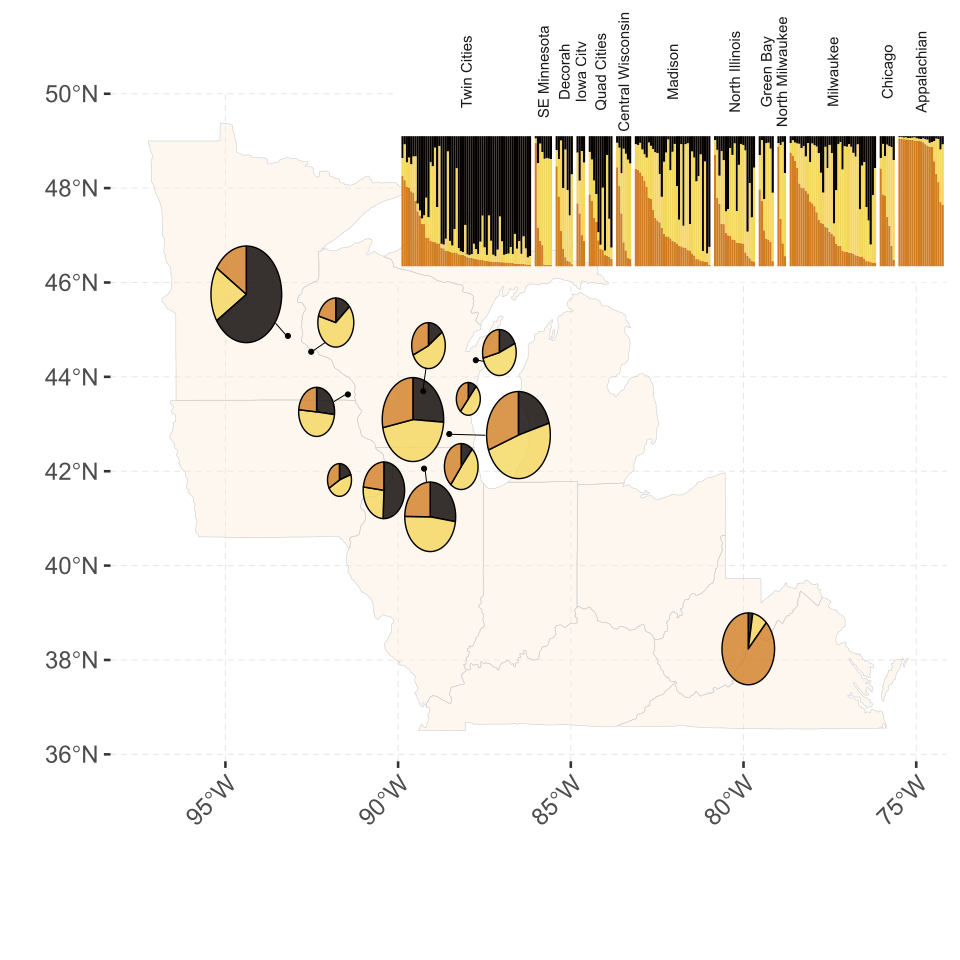 Twin Cities
SE Minnesota
Decorah
Iowa City
Quad Cities
Central Wisconsin
Madison
North Illinois
Green Bay
North Milwaukee
Milwaukee
Chicago
Appalachian
50°N
48°N
46°N
44°N
42°N
40°N
38°N
36°N
95°W
90°W
85°W
80°W
75°W